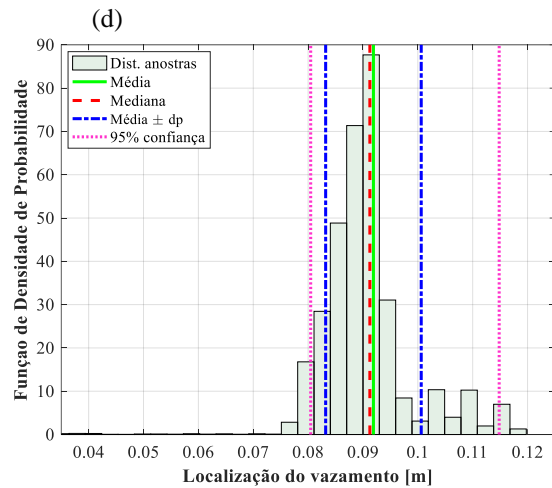 (d)
90
80
70
60
50
40
30
20
10
0
Funçao de Densidade de Probabilidade
Dist. anostras
Média
Mediana
Média ± dp
95% confiança
0.04 0.05 0.06 0.07 0.08 0.09 0.1 0.11 0.12
Localização do vazamento [m]